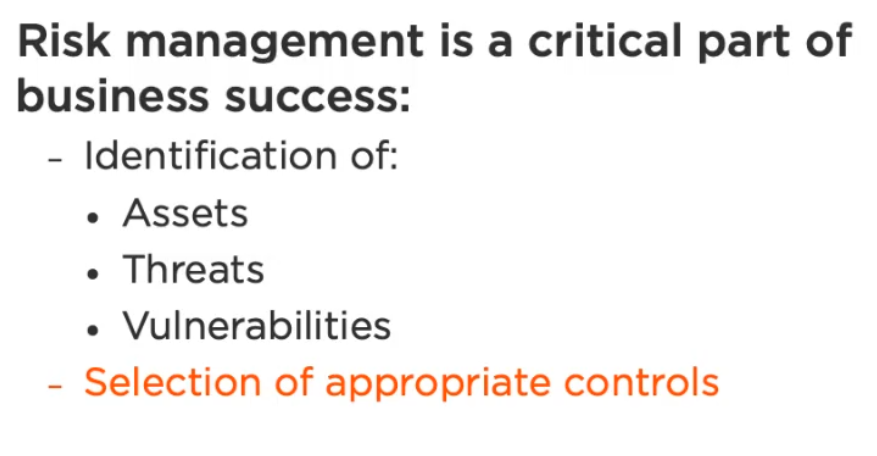 Risk management is a critical part of
business success:
- Identification of:
• Assets
• Threats
• Vulnerabilities
- Selection of appropriate controls